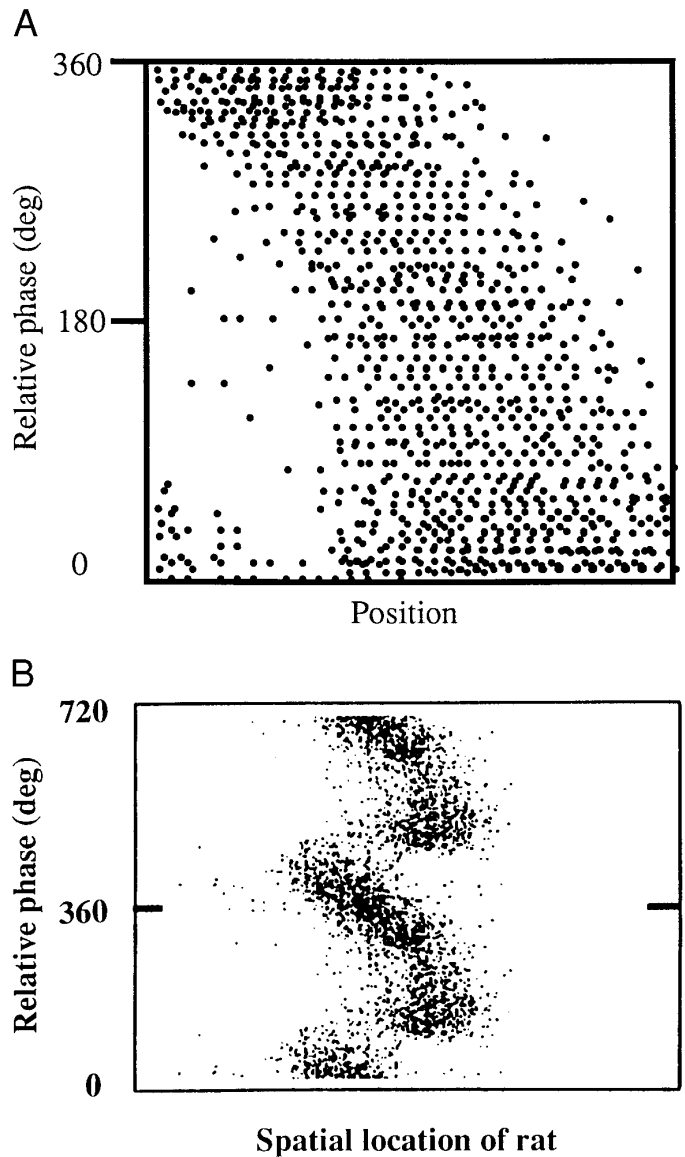 A
360
Relative phase (deg)
180
0
Position
B
720
Relative phase (deg)
360
0
Spatial location of rat